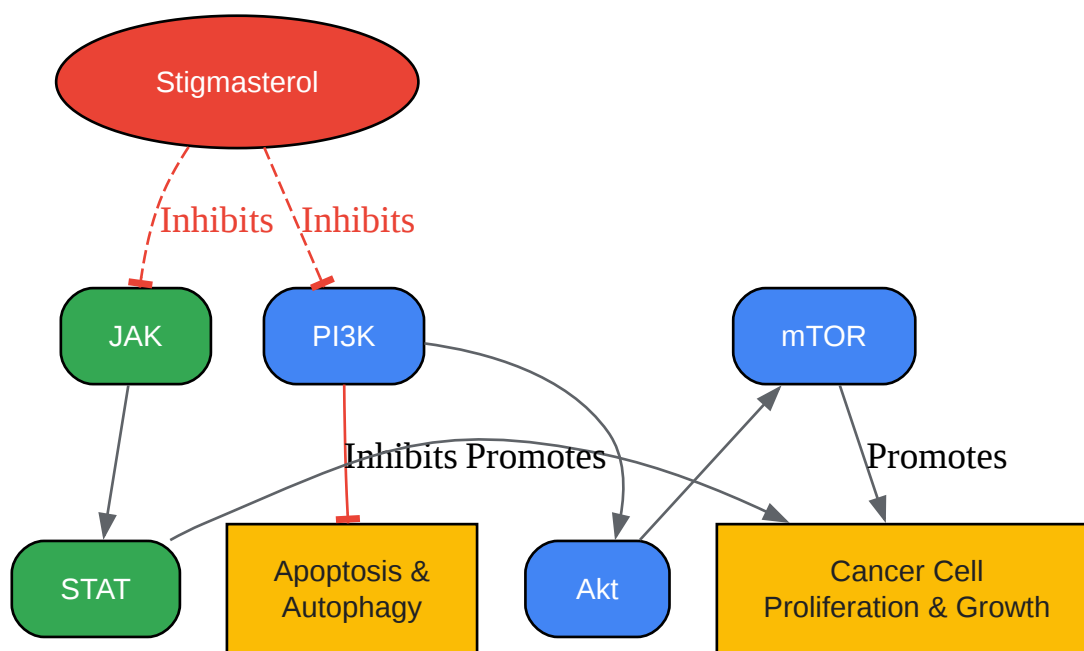 Stigmasterol
Inhibits Inhibits
JAK PI3K mTOR
Inhibits Promotes Promotes
STAT Apoptosis & Autophagy Akt Cancer Cell Proliferation & Growth